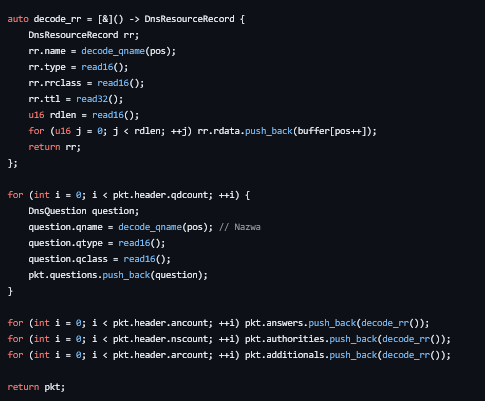 auto decode_rr = [&]() -> DnsResourceRecord {
    DnsResourceRecord rr;
    rr.name = decode_qname(pos);
    rr.type = read16();
    rr.rrclass = read16();
    rr.ttl = read32();
    u16 rdlen = read16();
    for (u16 j = 0; j < rdlen; ++j) rr.rdata.push_back(buffer[pos++]);
    return rr;
};

for (int i = 0; i < pkt.header.qdcount; ++i) {
    DnsQuestion question;
    question.qname = decode_qname(pos); // Nazwa
    question.qtype = read16();
    question.qclass = read16();
    pkt.questions.push_back(question);
}

for (int i = 0; i < pkt.header.ancount; ++i) pkt.answers.push_back(decode_rr());
for (int i = 0; i < pkt.header.nscount; ++i) pkt.authorities.push_back(decode_rr());
for (int i = 0; i < pkt.header.arcount; ++i) pkt.additionals.push_back(decode_rr());

return pkt;